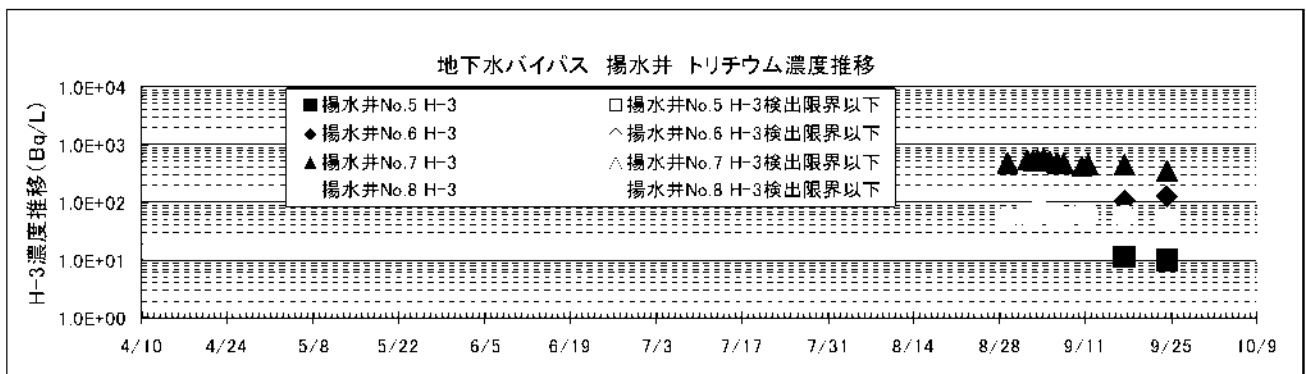 地下水バイパス 揚水井 トリチウム濃度推移
H-3濃度推移(Bq/L)
1.0E+04
1.0E+03
1.0E+02
1.0E+01
1.0E+00
揚水井No.5 H-3
揚水井No.5 H-3検出限界以下
揚水井No.6 H-3
揚水井No.6 H-3検出限界以下
揚水井No.7 H-3
揚水井No.7 H-3検出限界以下
揚水井No.8 H-3
揚水井No.8 H-3検出限界以下
4/10 4/24 5/8 5/22 6/5 6/19 7/3 7/17 7/31 8/14 8/28 9/11 9/25 10/9